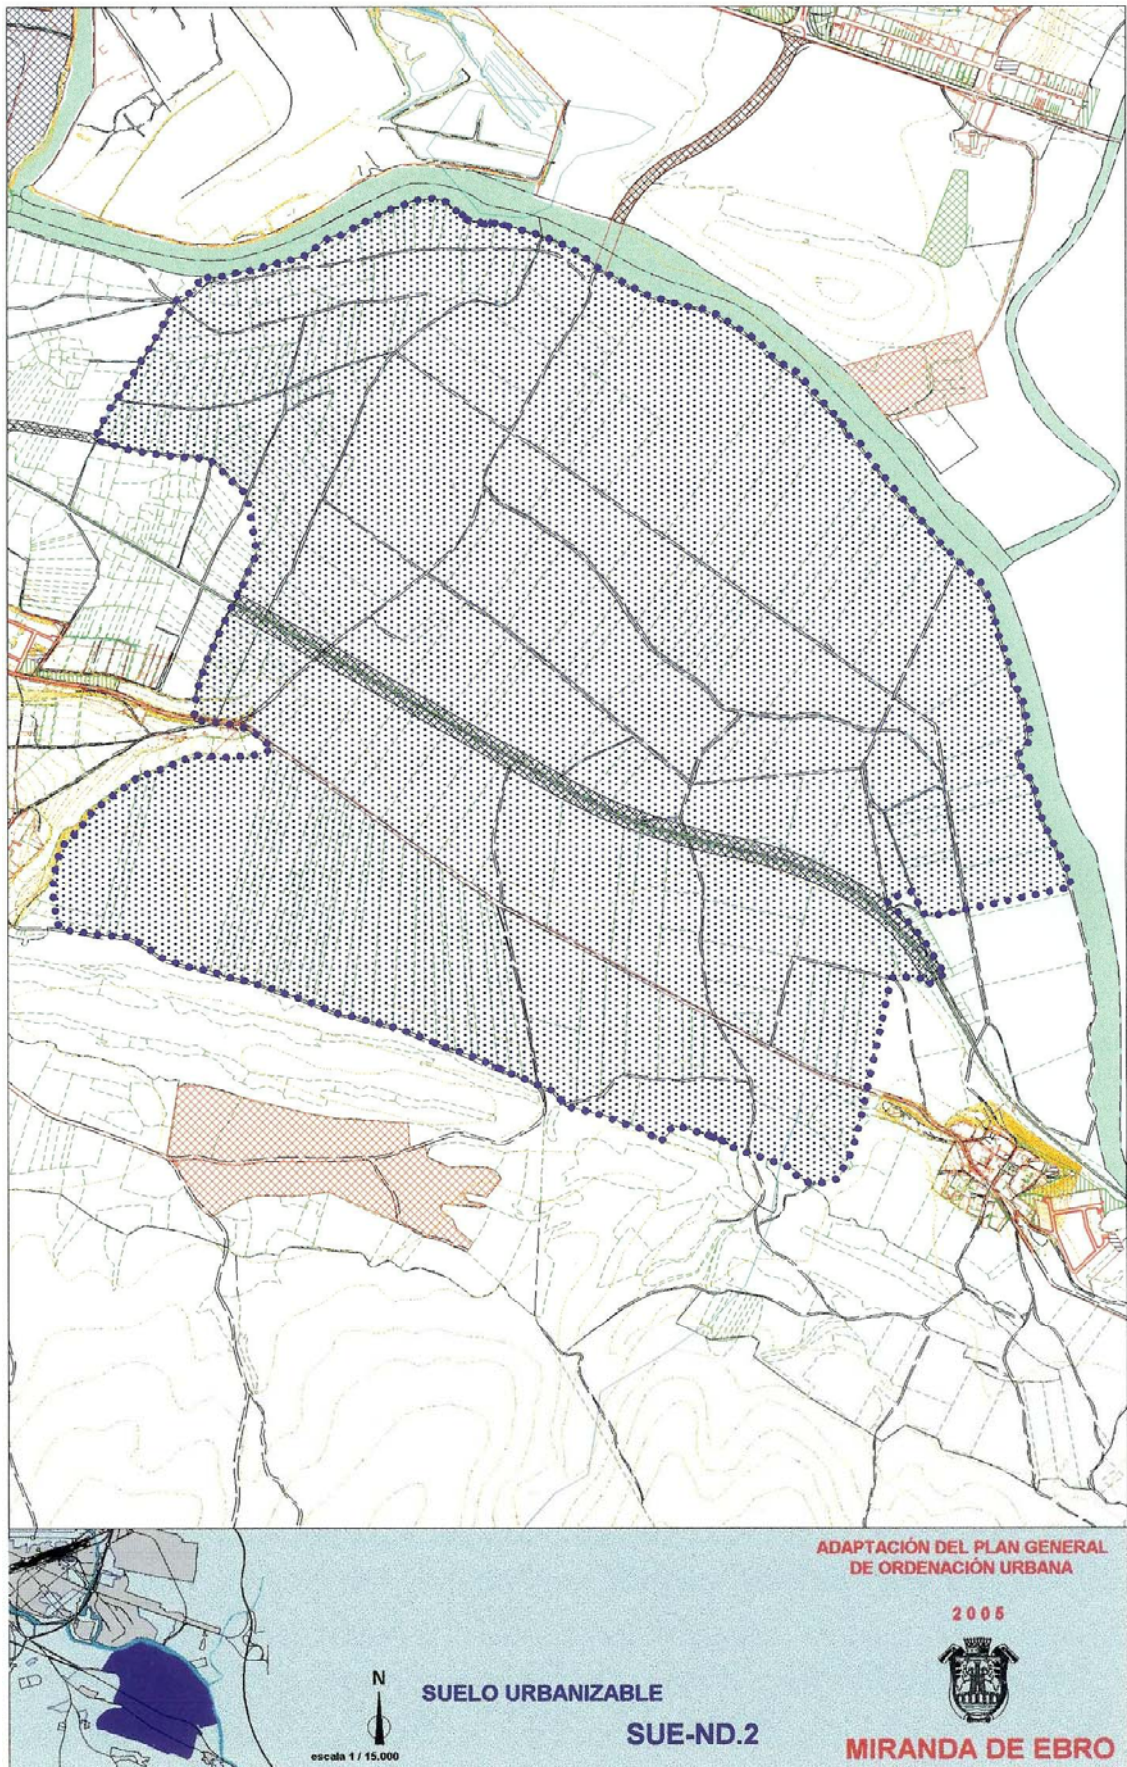 ADAPTACIÓN DEL PLAN GENERAL
DE ORDENACIÓN URBANA
2005
N
SUELO URBANIZABLE
SUE-ND.2
escala 1 / 15.000
MIRANDA DE EBRO